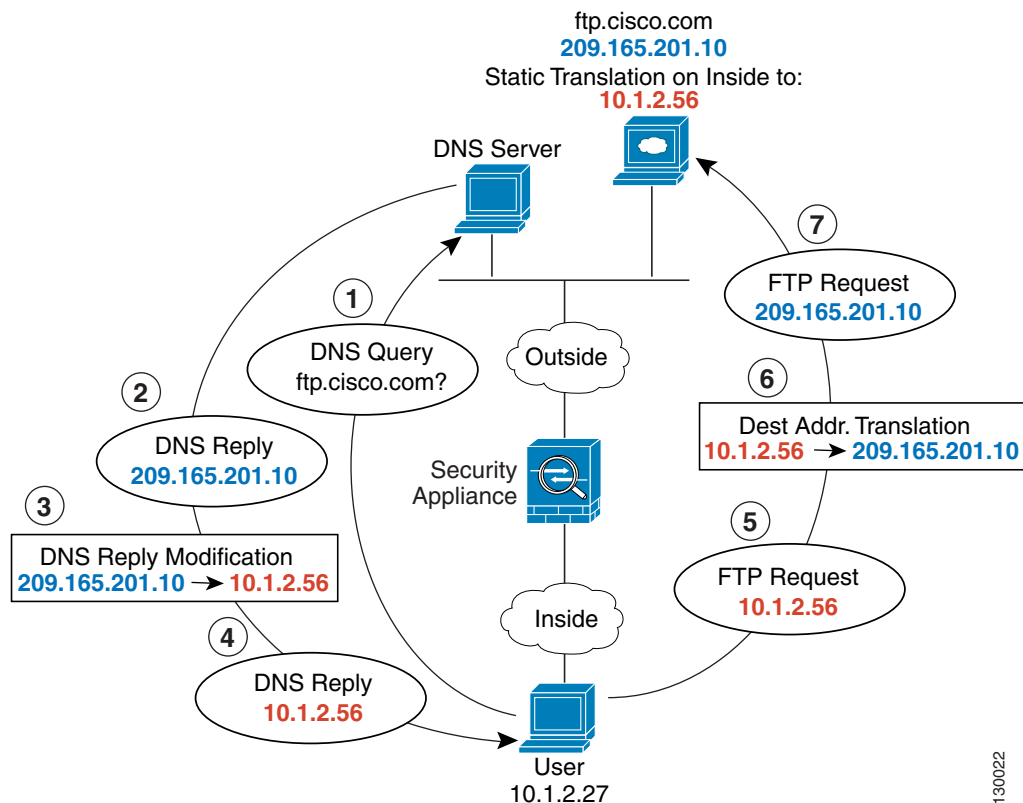 ftp.cisco.com
209.165.201.10
Static Translation on Inside to:
10.1.2.56
DNS Server
7
FTP Request
209.165.201.10
1
DNS Query
ftp.cisco.com?
Outside
2
DNS Reply
209.165.201.10
6
Dest Addr. Translation
10.1.2.56 → 209.165.201.10
Security
Appliance
3
DNS Reply Modification
209.165.201.10 → 10.1.2.56
5
FTP Request
10.1.2.56
Inside
4
DNS Reply
10.1.2.56
User
10.1.2.27
130022